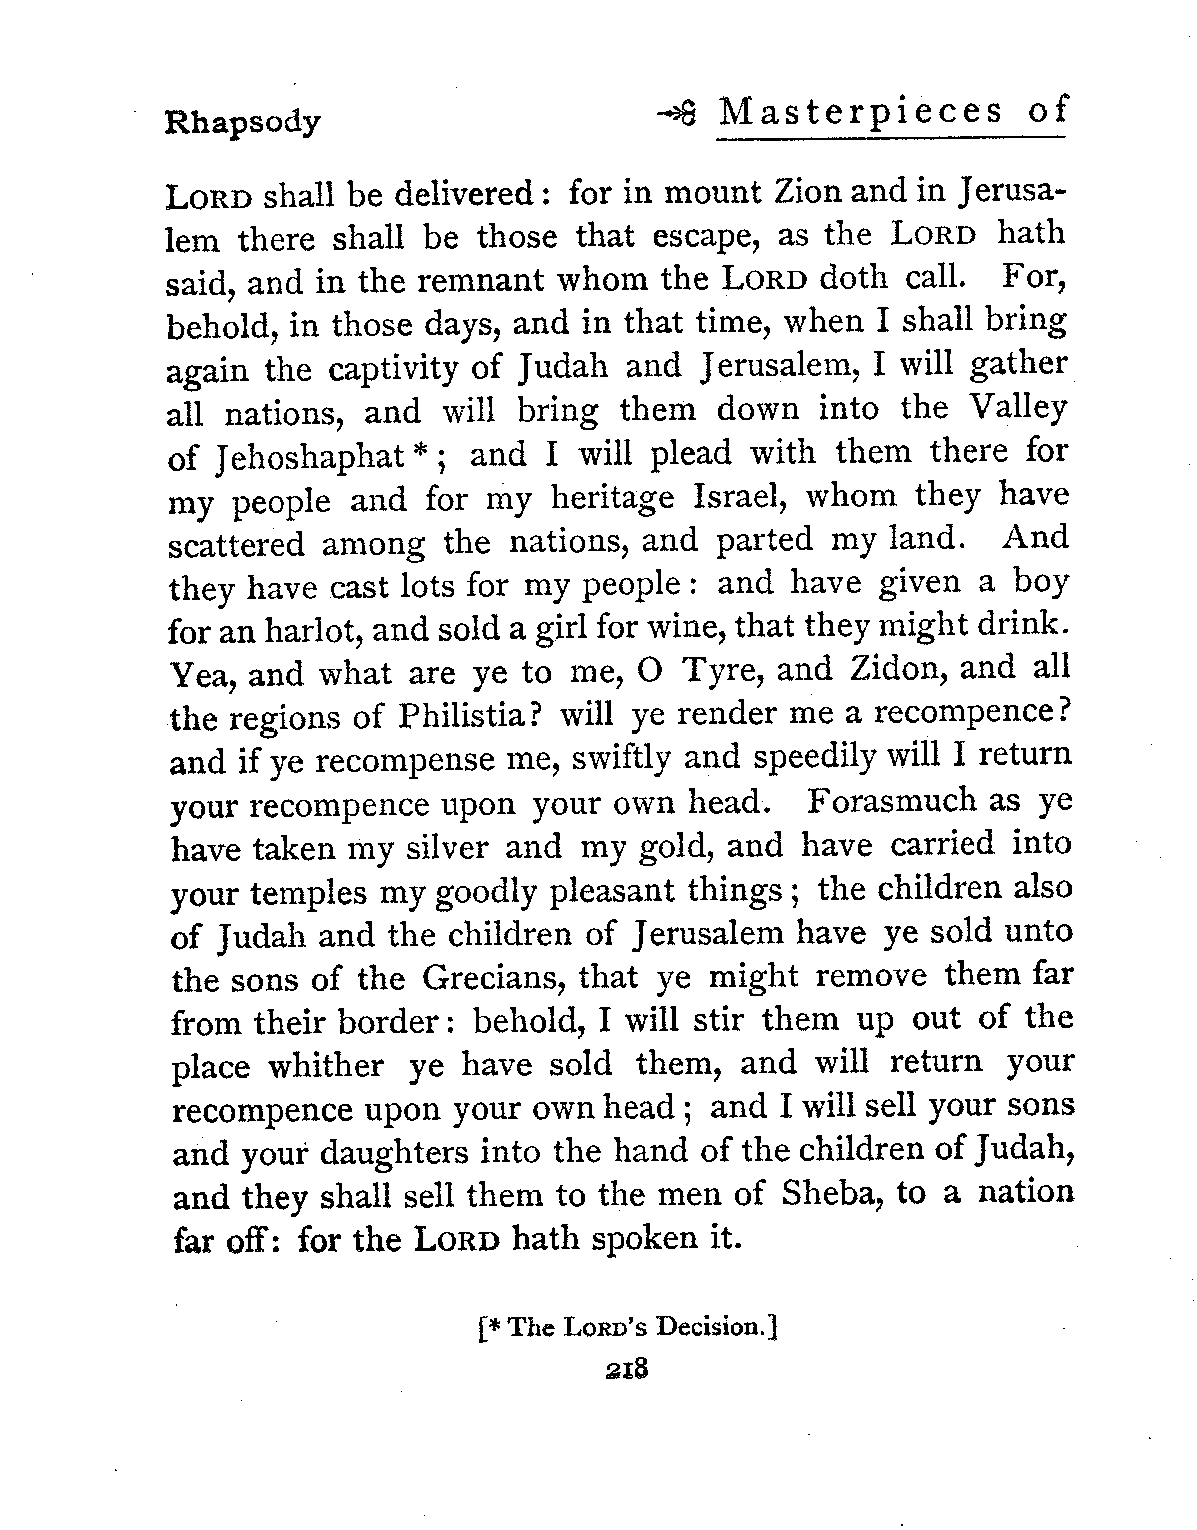 Rhapsody Masterpieces of
LORD shall be delivered: for in mount Zion and in Jerusa-
lem there shall be those that escape, as the LORD hath
said, and in the remnant whom the LORD doth call. For,
behold, in those days, and in that time, when I shall bring
again the captivity of Judah and Jerusalem, I will gather
all nations, and will bring them down into the Valley
of Jehoshaphat*; and I will plead with them there for
my people and for my heritage Israel, whom they have
scattered among the nations, and parted my land. And
they have cast lots for my people: and have given a boy
for an harlot, and sold a girl for wine, that they might drink.
Yea, and what are ye to me, O Tyre, and Zidon, and all
the regions of Philistia? will ye render me a recompence?
and if ye recompense me, swiftly and speedily will I return
your recompence upon your own head. Forasmuch as ye
have taken my silver and my gold, and have carried into
your temples my goodly pleasant things; the children also
of Judah and the children of Jerusalem have ye sold unto
the sons of the Grecians, that ye might remove them far
from their border: behold, I will stir them up out of the
place whither ye have sold them, and will return your
recompence upon your own head; and I will sell your sons
and your daughters into the hand of the children of Judah,
and they shall sell them to the men of Sheba, to a nation
far off: for the LORD hath spoken it.
[* The LORD's Decision.]
218